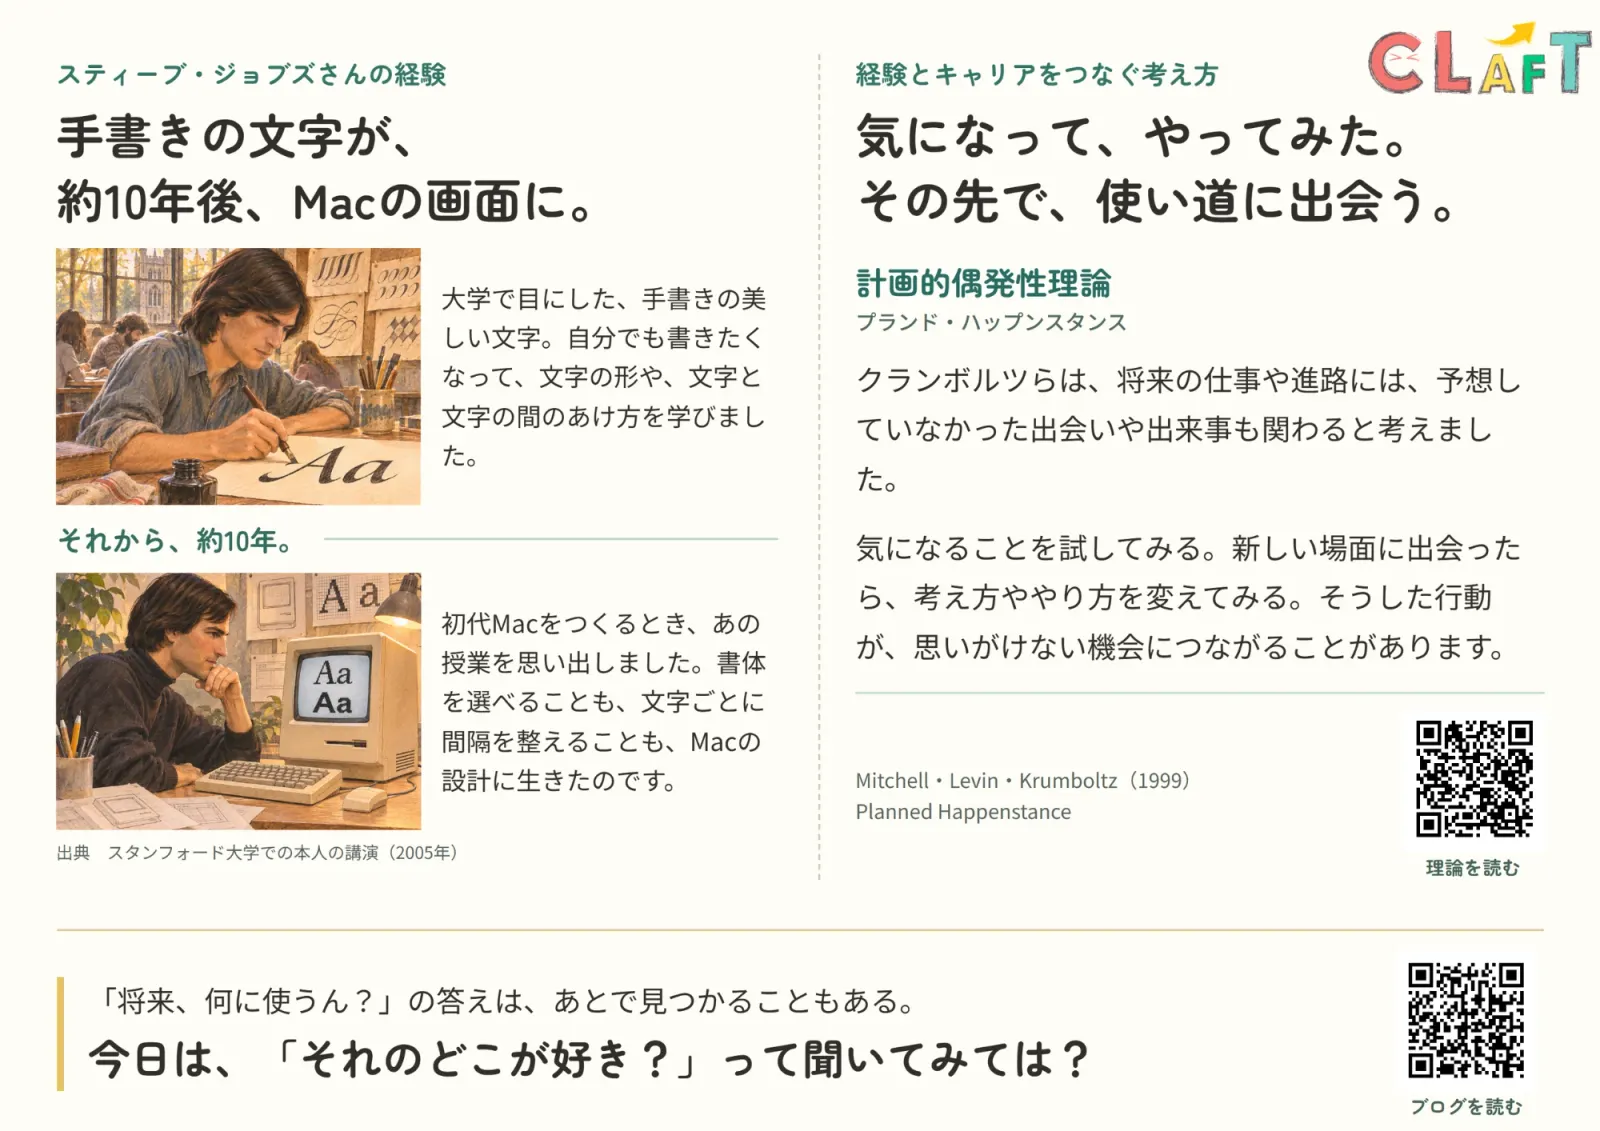 CLAFT
スティーブ・ジョブズさんの経験
手書きの文字が、
約10年後、Macの画面に。
Aa
大学で目にした、手書きの美
しい文字。自分でも書きたく
なって、文字の形や、文字と
文字の間のあけ方を学びまし
た。
それから、約10年。
Aa
Aa
Aa
初代Macをつくるとき、あの
授業を思い出しました。書体
を選べることも、文字ごとに
間隔を整えることも、Macの
設計に生きたのです。
出典　スタンフォード大学での本人の講演（2005年）
経験とキャリアをつなぐ考え方
気になって、やってみた。
その先で、使い道に出会う。
計画的偶発性理論
プランド・ハップンスタンス
クランボルツらは、将来の仕事や進路には、予想し
ていなかった出会いや出来事も関わると考えまし
た。
気になることを試してみる。新しい場面に出会った
ら、考え方ややり方を変えてみる。そうした行動
が、思いがけない機会につながることがあります。
Mitchell・Levin・Krumboltz（1999）
Planned Happenstance
理論を読む
「将来、何に使うん？」の答えは、あとで見つかることもある。
今日は、「それのどこが好き？」って聞いてみては？
ブログを読む